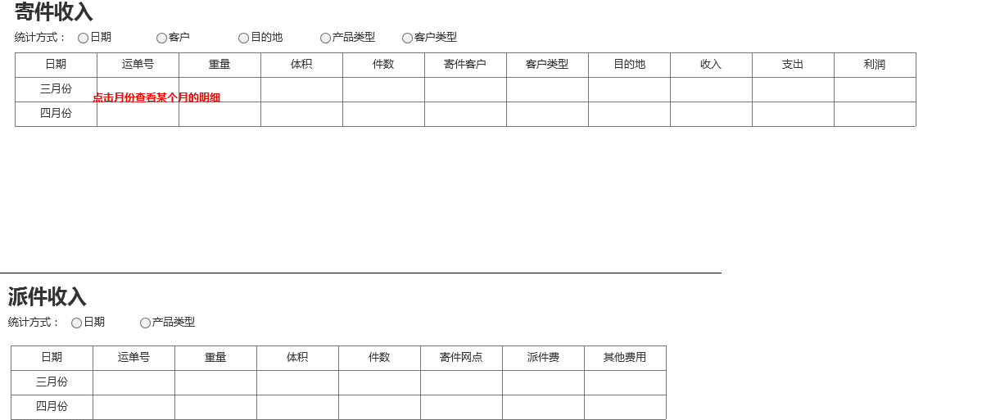 寄件收入
统计方式： 日期 客户 目的地 产品类型 客户类型
日期 运单号 重量 体积 件数 寄件客户 客户类型 目的地 收入 支出 利润
三月份
点击月份查看某个月的明细
四月份
派件收入
统计方式： 日期 产品类型
日期 运单号 重量 体积 件数 寄件网点 派件费 其他费用
三月份
四月份